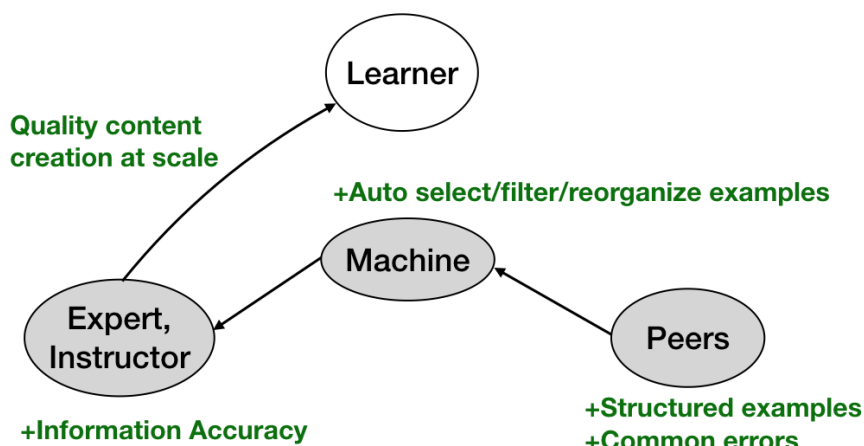 Learner
Quality content
creation at scale
+Auto select/filter/reorganize examples
Machine
Expert,
Instructor
Peers
+Information Accuracy
+Structured examples
+Common errors